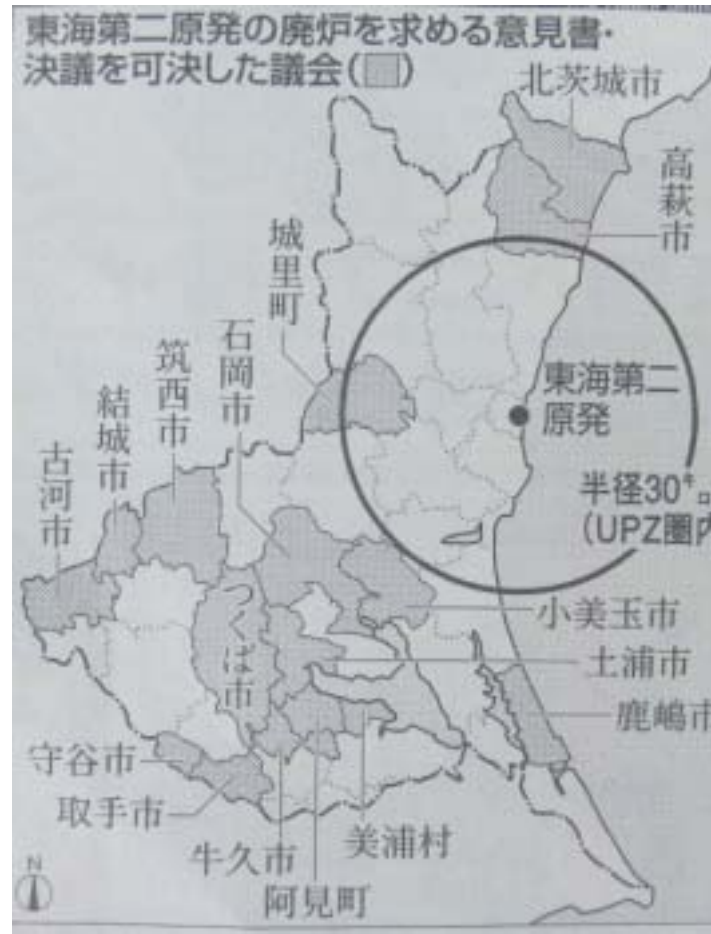 東海第二原発の廃炉を求める意見書・
決議を可決した議会（ ）
北茨城市
高萩市
城里町
石岡市
筑西市
結城市
古河市
東海第二
原発
半径30㌔
（UPZ圏内
つくば市
小美玉市
土浦市
鹿嶋市
守谷市
取手市
牛久市
阿見町
美浦村
N